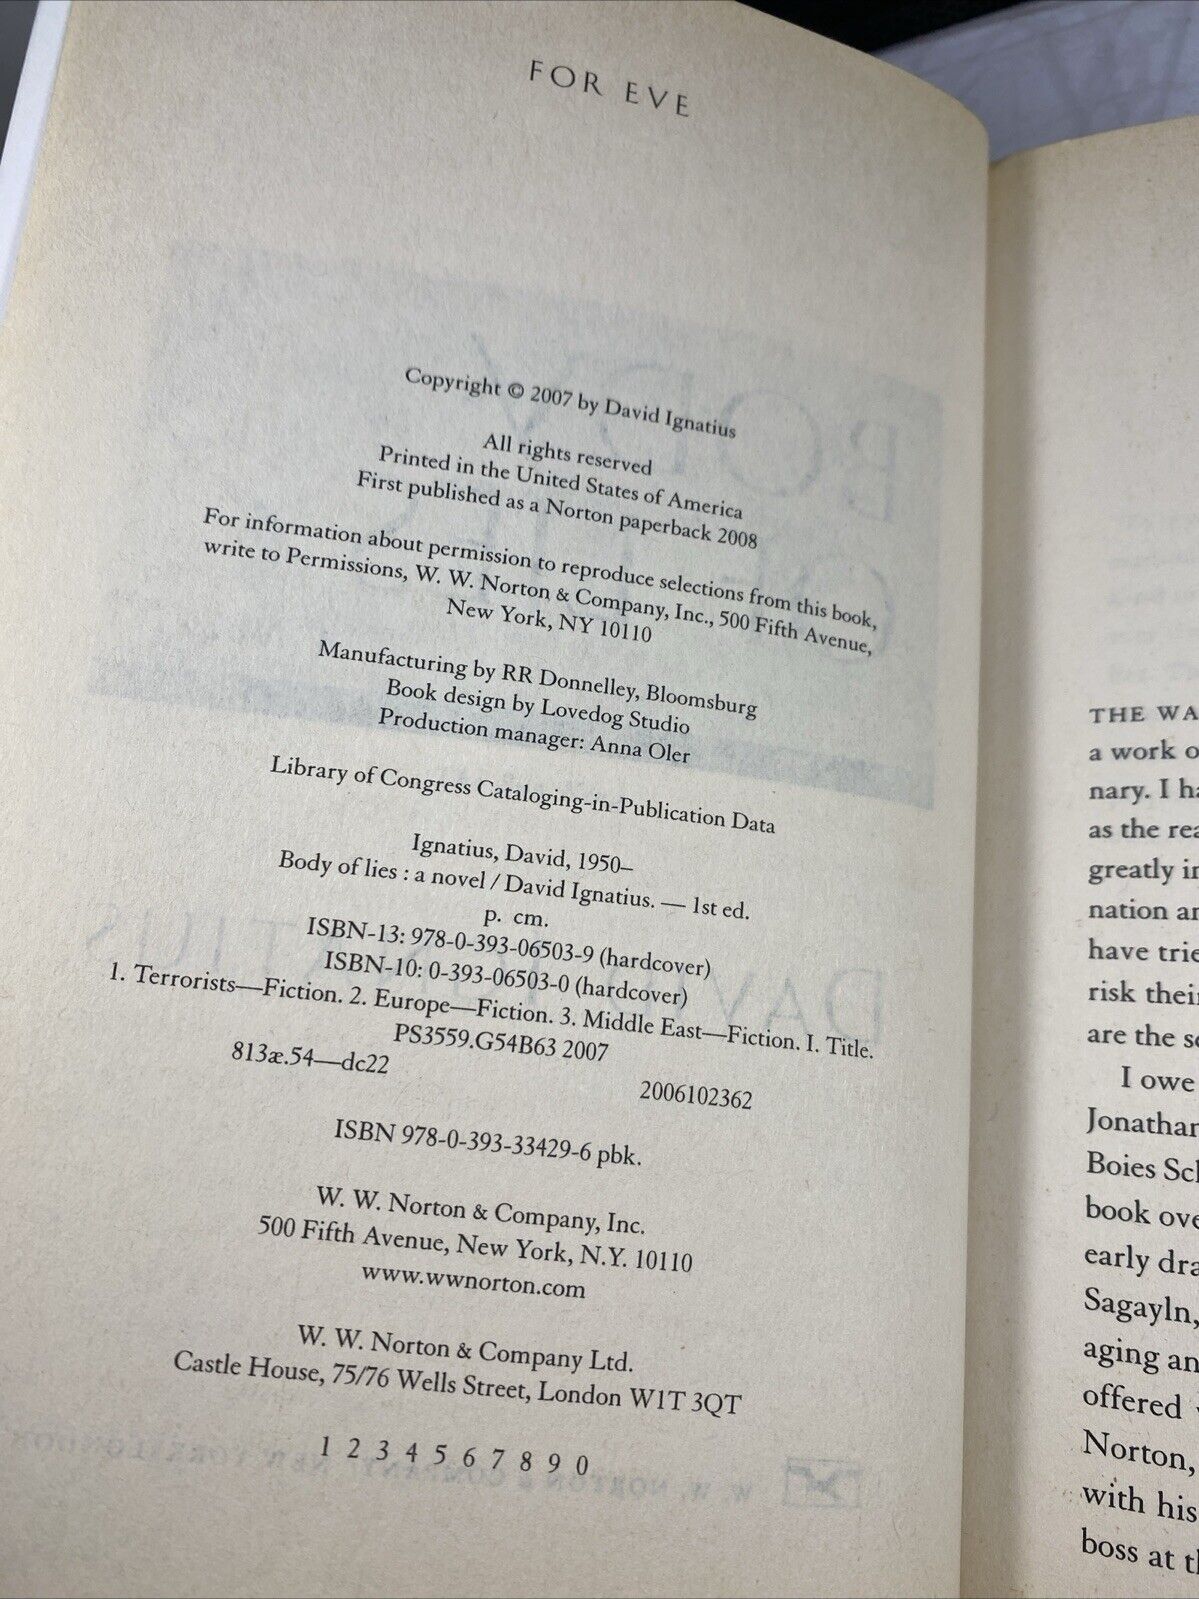 FOR EVE
Copyright © 2007 by David Ignatius
All rights reserved
Printed in the United States of America
First published as a Norton paperback 2008
For information about permission to reproduce selections from this book,
write to Permissions, W. W. Norton & Company, Inc., 500 Fifth Avenue,
New York, NY 10110
Manufacturing by RR Donnelley, Bloomsburg
Book design by Lovedog Studio
Production manager: Anna Oler
Library of Congress Cataloging-in-Publication Data
Ignatius, David, 1950–
Body of lies : a novel / David Ignatius. — 1st ed.
p. cm.
ISBN-13: 978-0-393-06503-9 (hardcover)
ISBN-10: 0-393-06503-0 (hardcover)
1. Terrorists—Fiction. 2. Europe—Fiction. 3. Middle East—Fiction. I. Title.
PS3559.G54B63 2007
813æ.54—dc22
2006102362
ISBN 978-0-393-33429-6 pbk.
W. W. Norton & Company, Inc.
500 Fifth Avenue, New York, N.Y. 10110
www.wwnorton.com
W. W. Norton & Company Ltd.
Castle House, 75/76 Wells Street, London W1T 3QT
1 2 3 4 5 6 7 8 9 0
THE WA
a work o
nary. I ha
as the rea
greatly in
nation an
have trie
risk their
are the so
I owe
Jonathan
Boies Sch
book ove
early dra
Sagayln,
aging an
offered
Norton,
with his
boss at th